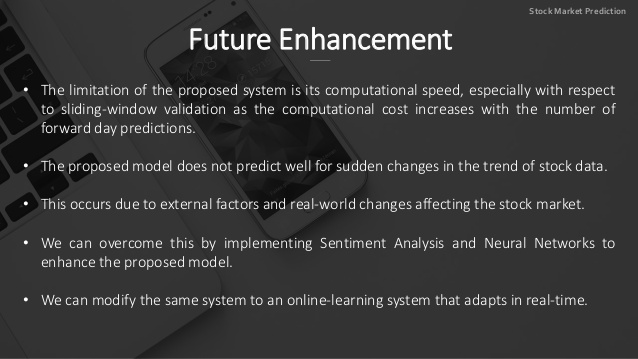 Stock Market Prediction
Future Enhancement
• The limitation of the proposed system is its computational speed, especially with respect
to sliding-window validation as the computational cost increases with the number of
forward day predictions.
• The proposed model does not predict well for sudden changes in the trend of stock data.
• This occurs due to external factors and real-world changes affecting the stock market.
• We can overcome this by implementing Sentiment Analysis and Neural Networks to
enhance the proposed model.
• We can modify the same system to an online-learning system that adapts in real-time.